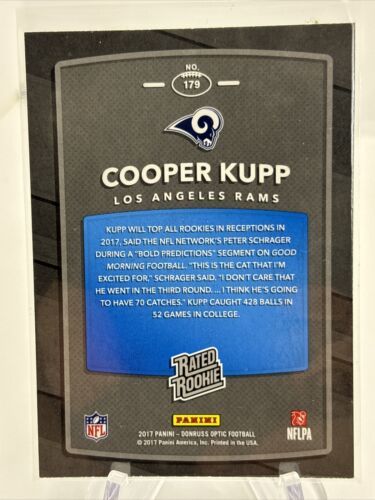 NO.
179
COOPER KUPP
LOS ANGELES RAMS
KUPP WILL TOP ALL ROOKIES IN RECEPTIONS IN
2017, SAID THE NFL NETWORK'S PETER SCHRAGER
DURING A "BOLD PREDICTIONS" SEGMENT ON GOOD
MORNING FOOTBALL. "THIS IS THE CAT THAT I'M
EXCITED FOR," SCHRAGER SAID. "I DON'T CARE THAT
HE WENT IN THE THIRD ROUND. ... I THINK HE'S GOING
TO HAVE 70 CATCHES." KUPP CAUGHT 428 BALLS IN
52 GAMES IN COLLEGE.
RATED
ROOKIE
NFL
PANINI
NFLPA
2017 PANINI – DONRUSS OPTIC FOOTBALL
© 2017 Panini America, Inc. Printed in the USA.